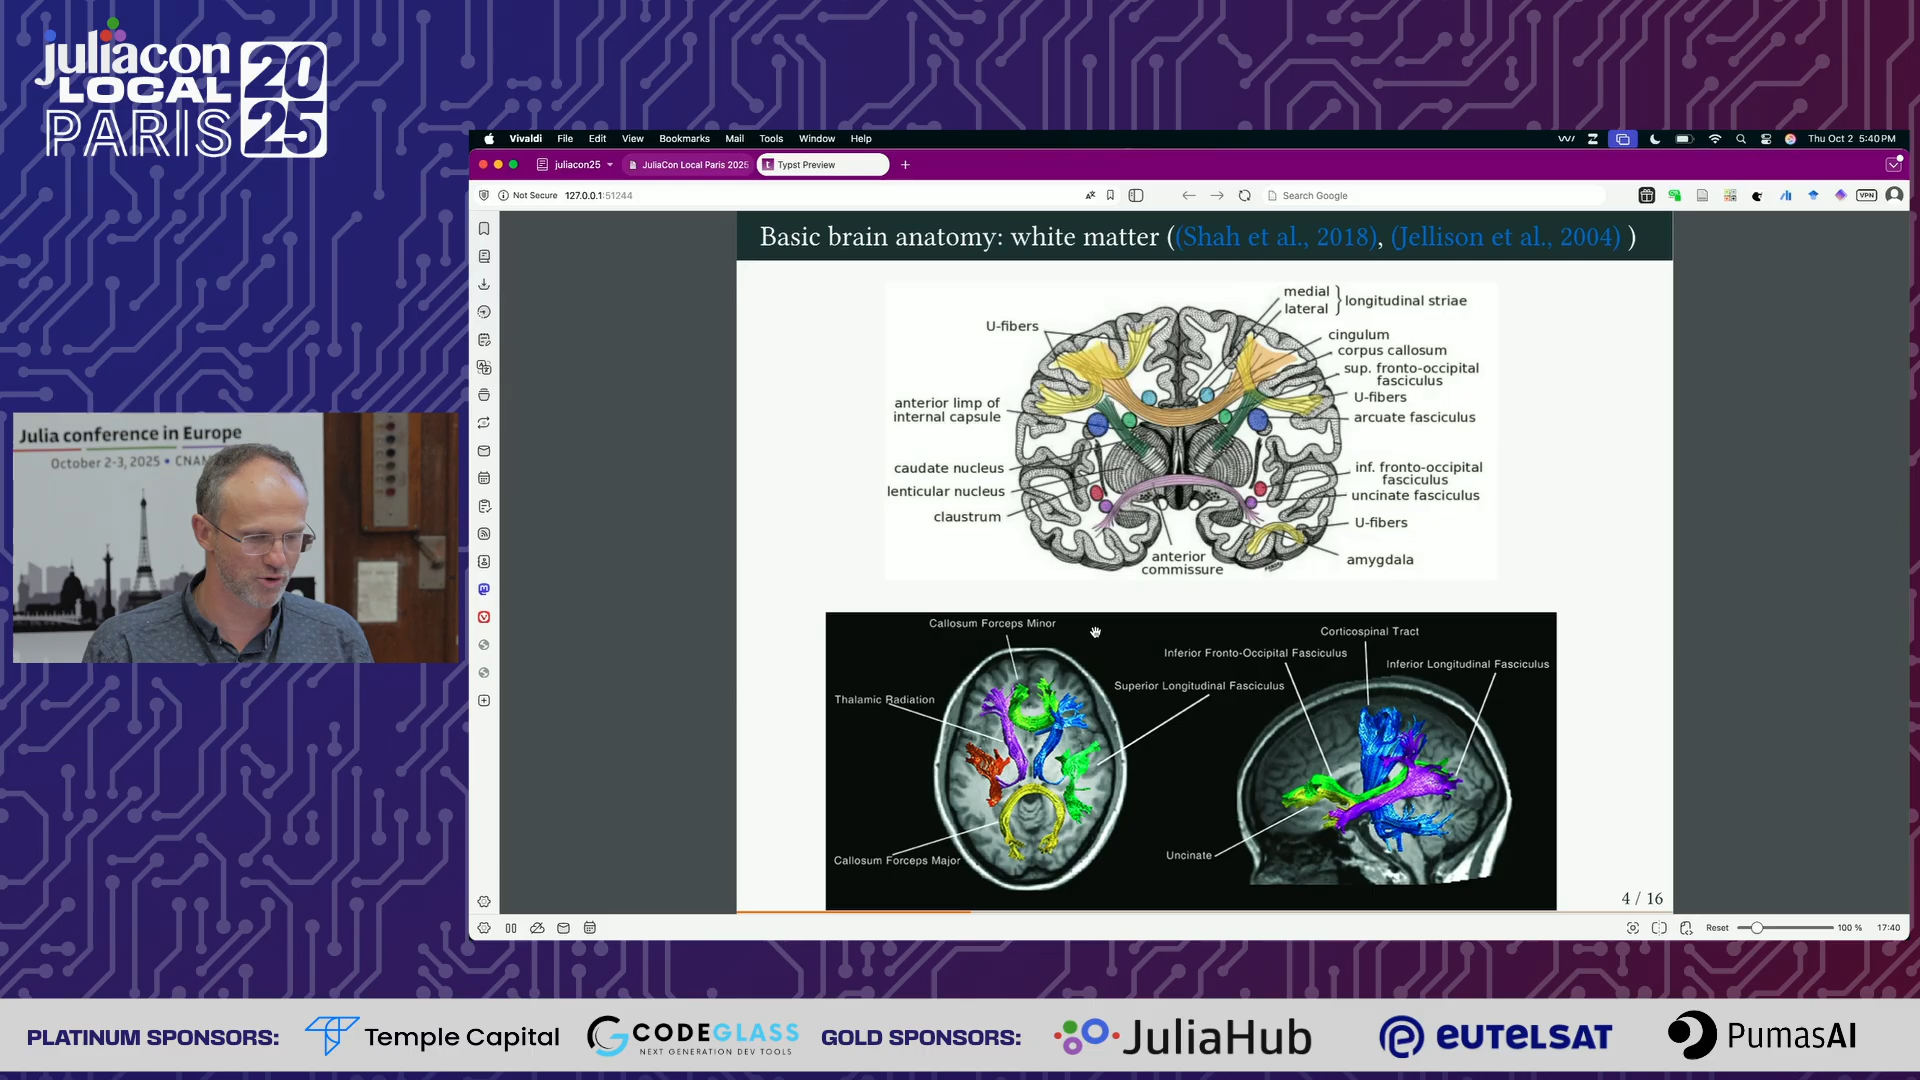 juliacon
LOCAL
PARIS
20
25
Vivaldi File Edit View Bookmarks Mail Tools Window Help
Thu Oct 2 5:40 PM
juliacon25
JuliaCon Local Paris 2025
Typst Preview
Not Secure 127.0.0.1:51244
Search Google
VPN
Basic brain anatomy: white matter ((Shah et al., 2018), (Jellison et al., 2004) )
medial
lateral
longitudinal striae
U-fibers
cingulum
corpus callosum
sup. fronto-occipital
fasciculus
U-fibers
anterior limp of
internal capsule
arcuate fasciculus
caudate nucleus
inf. fronto-occipital
fasciculus
lenticular nucleus
uncinate fasciculus
claustrum
U-fibers
anterior
commissure
amygdala
Callosum Forceps Minor
Corticospinal Tract
Inferior Fronto-Occipital Fasciculus
Inferior Longitudinal Fasciculus
Thalamic Radiation
Superior Longitudinal Fasciculus
Callosum Forceps Major
Uncinate
4 / 16
Reset
100 %
17:40
Julia conference in Europe
October 2-3, 2025 • CNAM
PLATINUM SPONSORS:
Temple Capital
CODEGLASS
NEXT GENERATION DEV TOOLS
GOLD SPONSORS:
JuliaHub
EUTELSAT
PumasAI